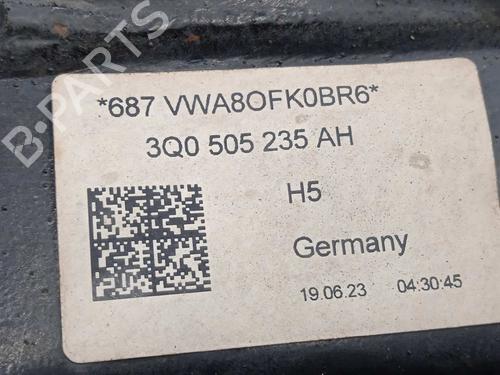 B-PARTS
*687 VWA8OFK0BR6*
3Q0 505 235 AH
H5
Germany
19.06.23 04:30:45